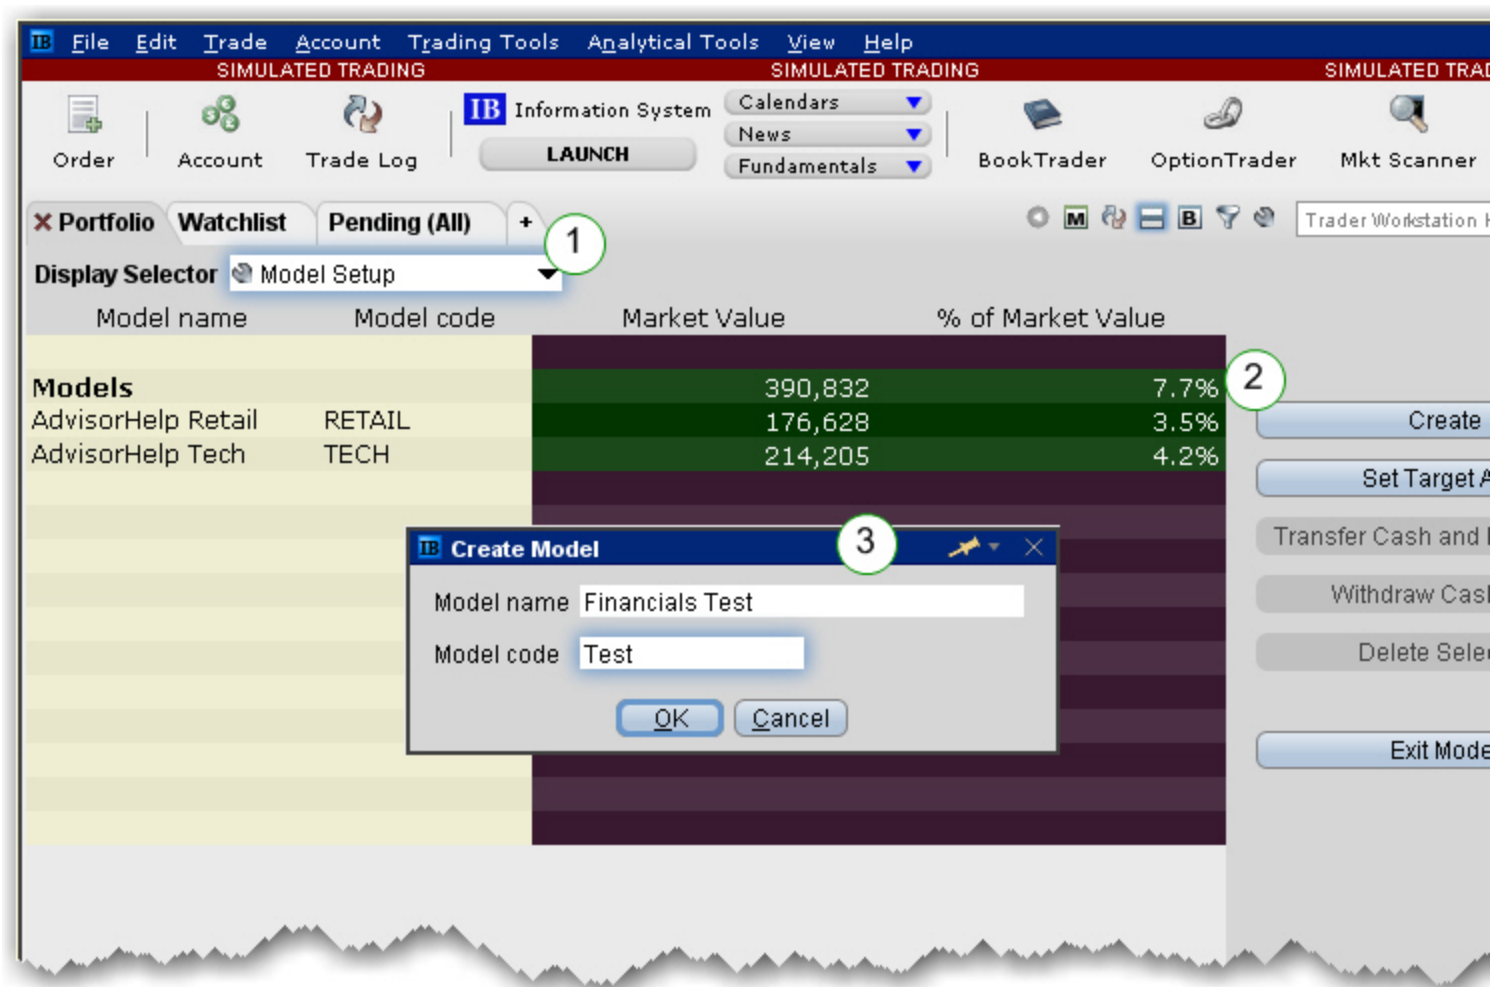 IB File Edit Trade Account Trading Tools Analytical Tools View Help
SIMULATED TRADING SIMULATED TRADING SIMULATED TRAD
IB Information System Calendars
News
Order Account Trade Log LAUNCH Fundamentals BookTrader OptionTrader Mkt Scanner
Portfolio Watchlist Pending (All) + M B Trader Workstation H
1
Display Selector Model Setup
Model name Model code Market Value % of Market Value
Models 390,832 7.7% 2
AdvisorHelp Retail RETAIL 176,628 3.5% Create
AdvisorHelp Tech TECH 214,205 4.2%
Set Target A
Transfer Cash and
IB Create Model 3
Model name Financials Test Withdraw Cash
Model code Test Delete Selec
OK Cancel
Exit Mode